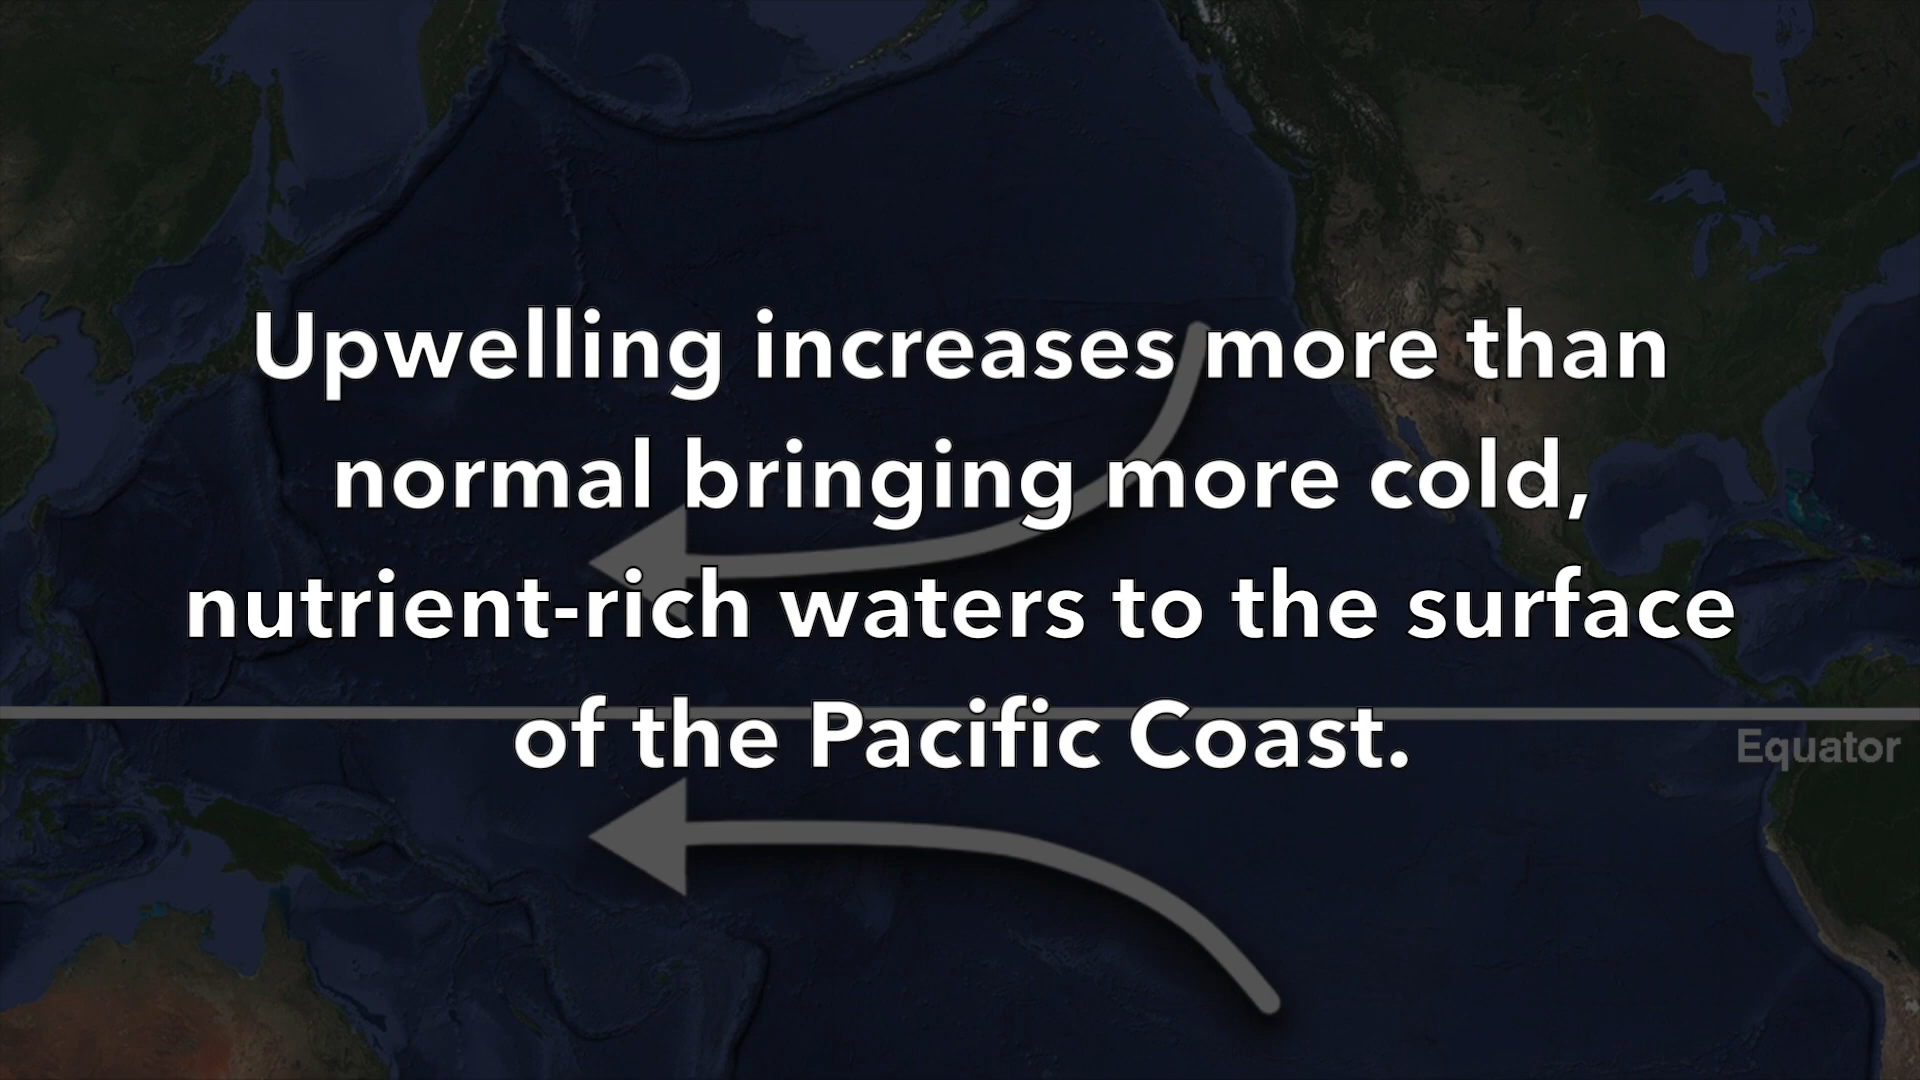 Upwelling increases more than
normal bringing more cold,
nutrient-rich waters to the surface
of the Pacific Coast.
Equator